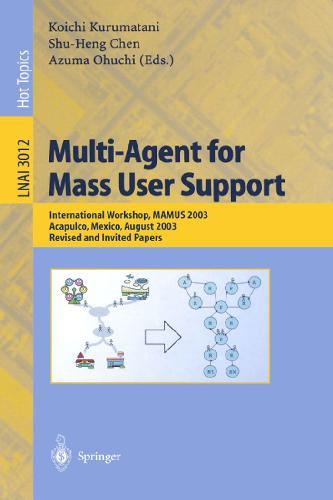 Koichi Kurumatani
Shu-Heng Chen
Azuma Ohuchi (Eds.)
Hot Topics
LNAI 3012
Multi-Agent for
Mass User Support
International Workshop, MAMUS 2003
Acapulco, Mexico, August 2003
Revised and Invited Papers
Springer